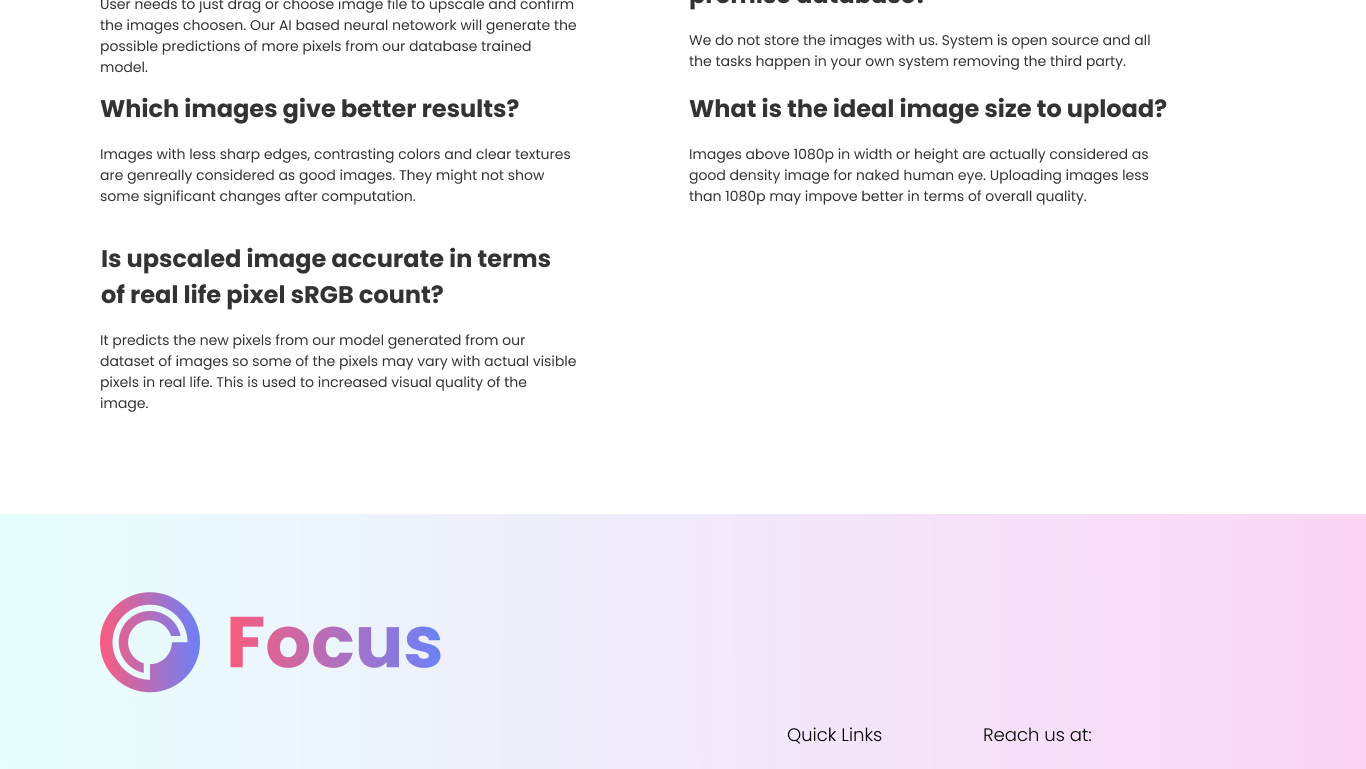 User needs to just drag or choose image file to upscale and confirm
the images choosen. Our AI based neural netowork will generate the
possible predictions of more pixels from our database trained
model.
promise database?
We do not store the images with us. System is open source and all
the tasks happen in your own system removing the third party.
Which images give better results?
Images with less sharp edges, contrasting colors and clear textures
are genreally considered as good images. They might not show
some significant changes after computation.
What is the ideal image size to upload?
Images above 1080p in width or height are actually considered as
good density image for naked human eye. Uploading images less
than 1080p may impove better in terms of overall quality.
Is upscaled image accurate in terms
of real life pixel sRGB count?
It predicts the new pixels from our model generated from our
dataset of images so some of the pixels may vary with actual visible
pixels in real life. This is used to increased visual quality of the
image.
Focus
Quick Links
Reach us at: